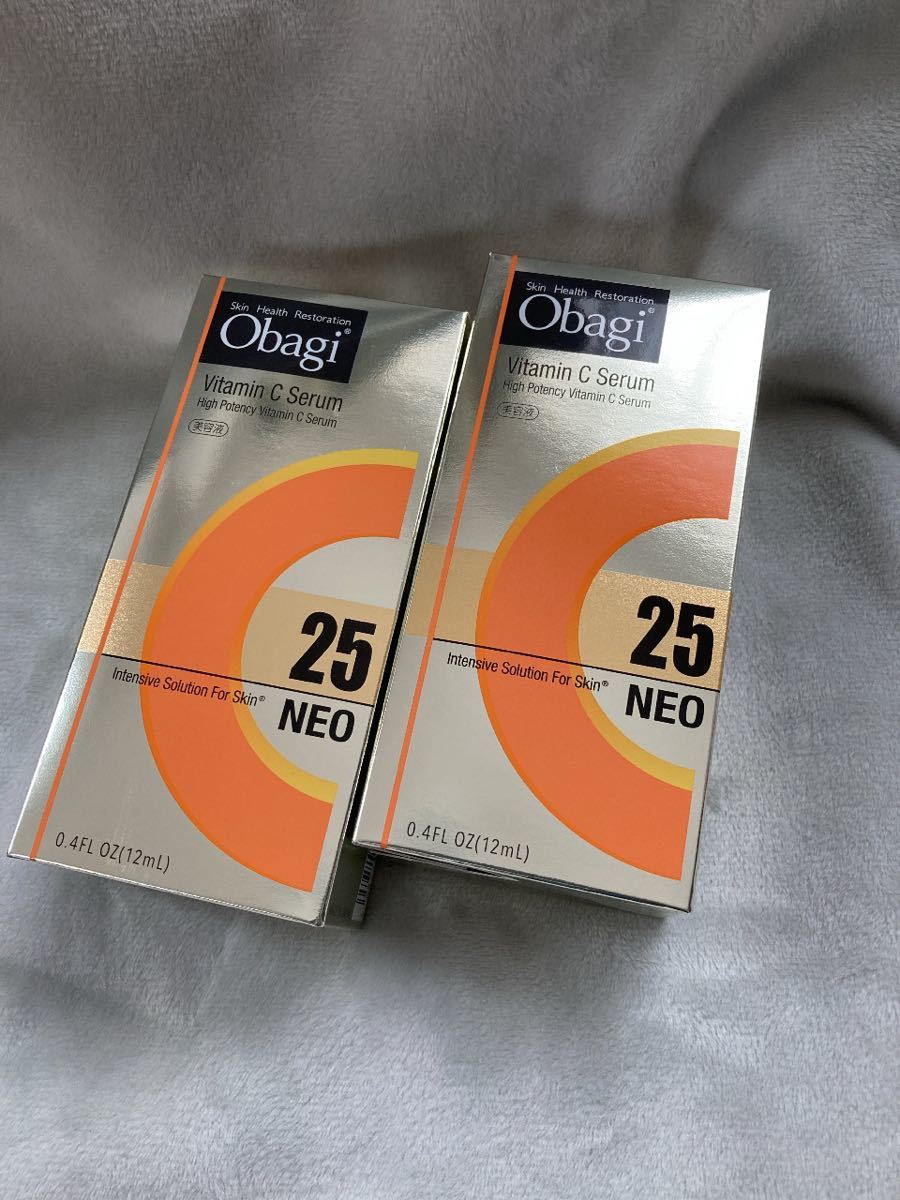 Skin Health Restoration
Obagi®
Vitamin C Serum
High Potency Vitamin C Serum
美容液
25
Intensive Solution For Skin®
NEO
0.4FL OZ(12mL)
Skin Health Restoration
Obagi®
Vitamin C Serum
High Potency Vitamin C Serum
美容液
25
Intensive Solution For Skin®
NEO
0.4FL OZ(12mL)